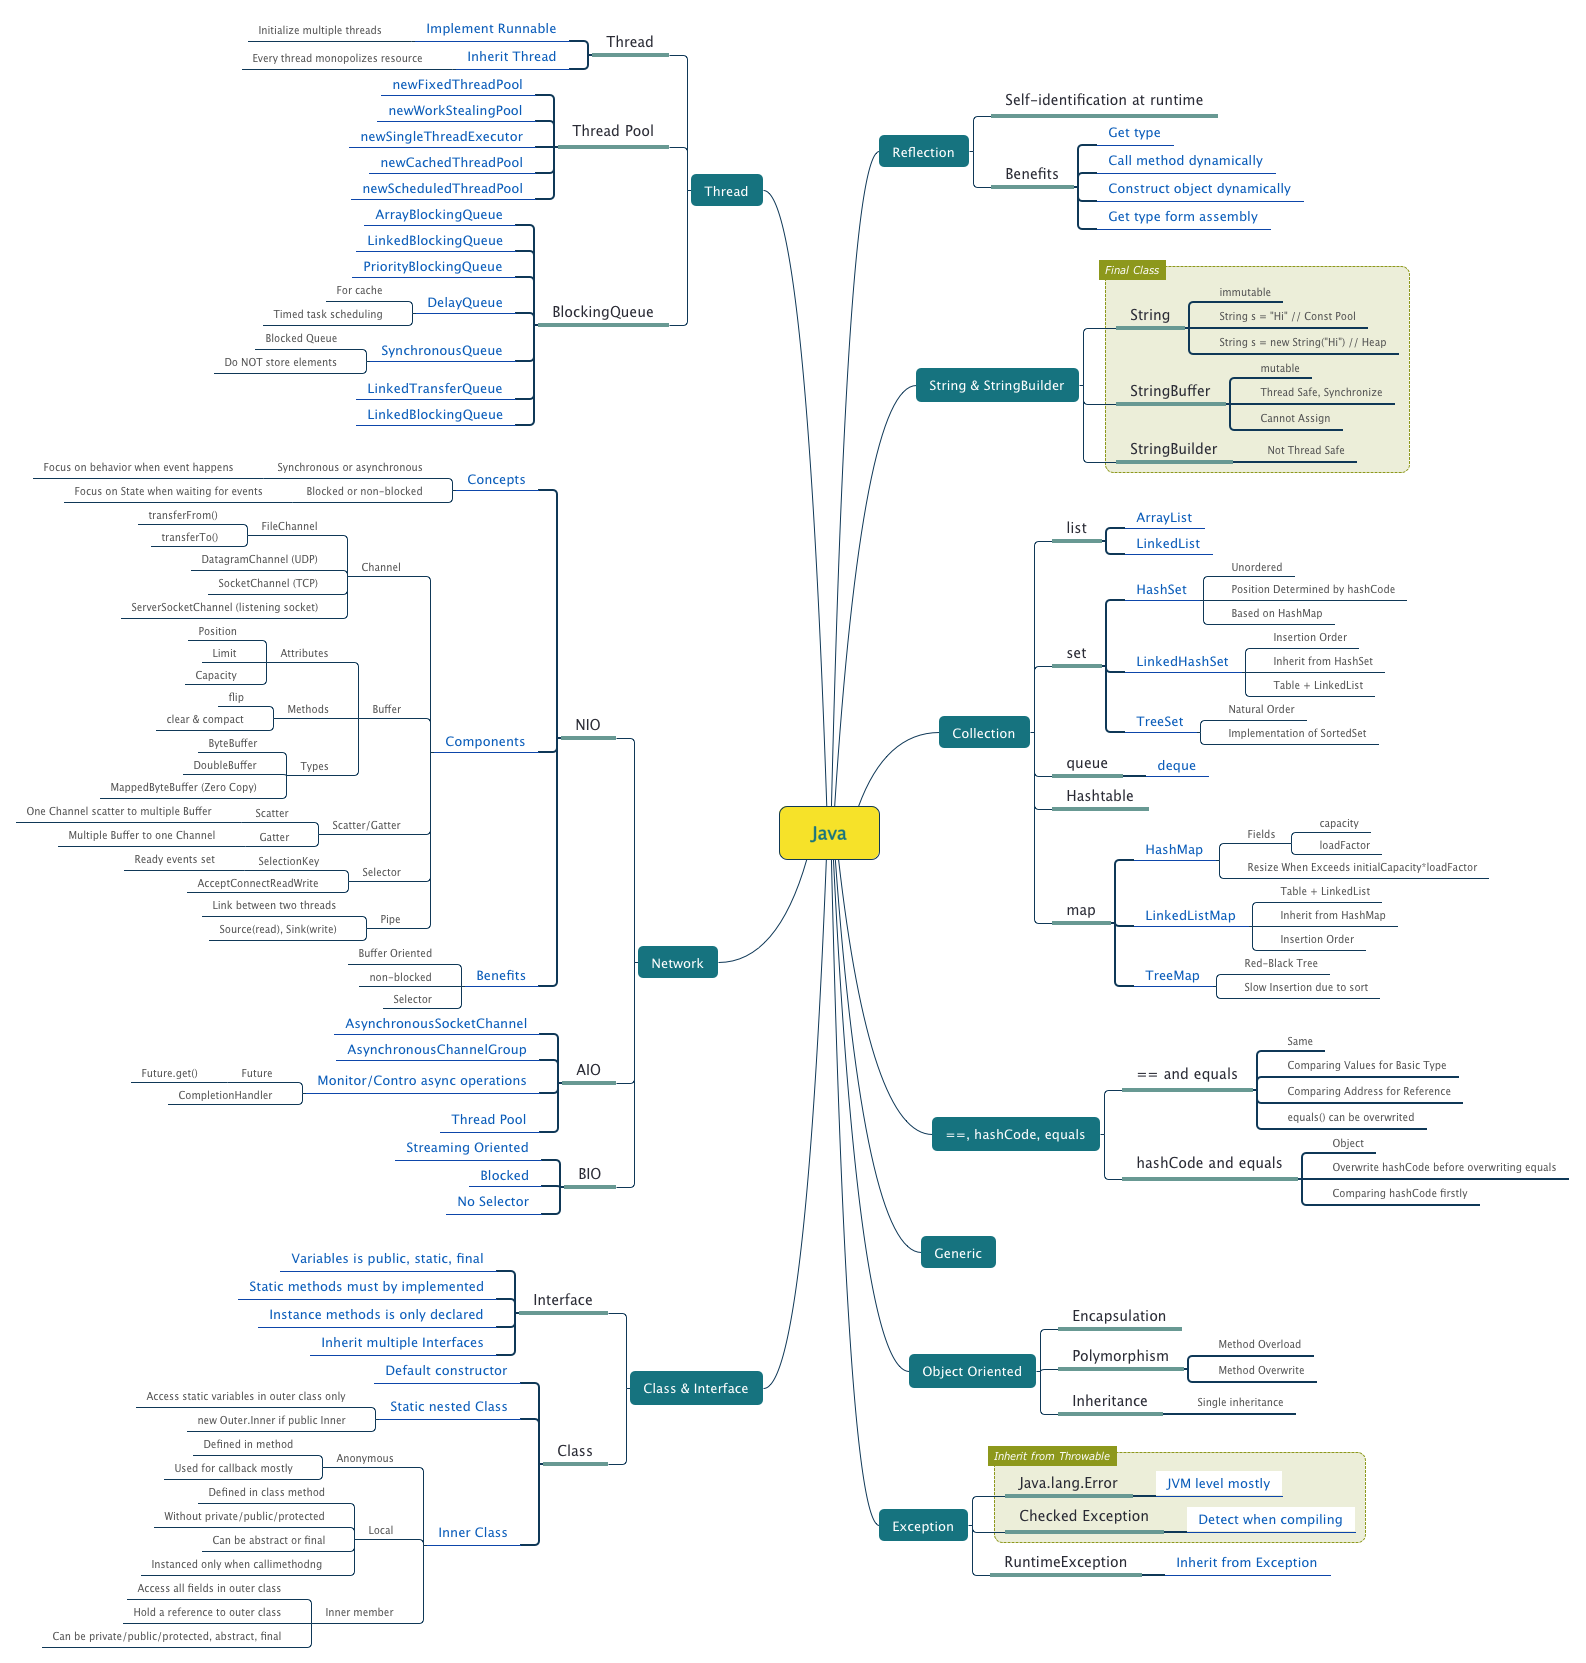 Java
Thread
Thread
Implement Runnable
Initialize multiple threads
Inherit Thread
Every thread monopolizes resource
Thread Pool
newFixedThreadPool
newWorkStealingPool
newSingleThreadExecutor
newCachedThreadPool
newScheduledThreadPool
BlockingQueue
ArrayBlockingQueue
LinkedBlockingQueue
PriorityBlockingQueue
DelayQueue
For cache
Timed task scheduling
SynchronousQueue
Blocked Queue
Do NOT store elements
LinkedTransferQueue
LinkedBlockingQueue
Network
NIO
Concepts
Synchronous or asynchronous
Focus on behavior when event happens
Blocked or non-blocked
Focus on State when waiting for events
Components
Channel
FileChannel
transferFrom()
transferTo()
DatagramChannel (UDP)
SocketChannel (TCP)
ServerSocketChannel (listening socket)
Buffer
Attributes
Position
Limit
Capacity
Methods
flip
clear & compact
Types
ByteBuffer
DoubleBuffer
MappedByteBuffer (Zero Copy)
Scatter/Gatter
Scatter
One Channel scatter to multiple Buffer
Gatter
Multiple Buffer to one Channel
Selector
SelectionKey
Ready events set
AcceptConnectReadWrite
Pipe
Link between two threads
Source(read), Sink(write)
Benefits
Buffer Oriented
non-blocked
Selector
AIO
AsynchronousSocketChannel
AsynchronousChannelGroup
Monitor/Contro async operations
Future
Future.get()
CompletionHandler
Thread Pool
BIO
Streaming Oriented
Blocked
No Selector
Class & Interface
Interface
Variables is public, static, final
Static methods must by implemented
Instance methods is only declared
Inherit multiple Interfaces
Class
Default constructor
Static nested Class
Access static variables in outer class only
new Outer.Inner if public Inner
Inner Class
Anonymous
Defined in method
Used for callback mostly
Local
Defined in class method
Without private/public/protected
Can be abstract or final
Instanced only when callimethodng
Inner member
Access all fields in outer class
Hold a reference to outer class
Can be private/public/protected, abstract, final
Reflection
Self-identification at runtime
Benefits
Get type
Call method dynamically
Construct object dynamically
Get type form assembly
String & StringBuilder
Final Class
String
immutable
String s = "Hi" // Const Pool
String s = new String("Hi") // Heap
StringBuffer
mutable
Thread Safe, Synchronize
Cannot Assign
StringBuilder
Not Thread Safe
Collection
list
ArrayList
LinkedList
set
HashSet
Unordered
Position Determined by hashCode
Based on HashMap
LinkedHashSet
Insertion Order
Inherit from HashSet
Table + LinkedList
TreeSet
Natural Order
Implementation of SortedSet
queue
deque
Hashtable
map
HashMap
Fields
capacity
loadFactor
Resize When Exceeds initialCapacity*loadFactor
LinkedListMap
Table + LinkedList
Inherit from HashMap
Insertion Order
TreeMap
Red-Black Tree
Slow Insertion due to sort
==, hashCode, equals
== and equals
Same
Comparing Values for Basic Type
Comparing Address for Reference
equals() can be overwrited
hashCode and equals
Object
Overwrite hashCode before overwriting equals
Comparing hashCode firstly
Generic
Object Oriented
Encapsulation
Polymorphism
Method Overload
Method Overwrite
Inheritance
Single inheritance
Exception
Inherit from Throwable
Java.lang.Error
JVM level mostly
Checked Exception
Detect when compiling
RuntimeException
Inherit from Exception